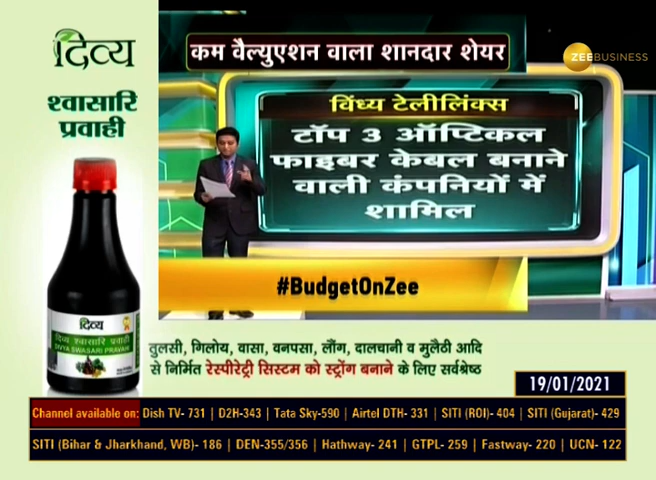 दिव्य
श्वासारि
प्रवाही
कम वैल्युएशन वाला शानदार शेयर
ZEEBUSINESS
विंध्य टेलीलिंक्स
टॉप 3 ऑप्टिकल
फाइबर केबल बनाने
वाली कंपनियों में
शामिल
#BudgetOnZee
दिव्य
दिव्य श्वासारि प्रवाही
DIVYA SWASARI PRAVAHI
तुलसी, गिलोय, वासा, वनपसा, लौंग, दालचानी व मुलैठी आदि
से निर्मित रेस्पीरेट्री सिस्टम को स्ट्रोंग बनाने के लिए सर्वश्रेष्ठ
19/01/2021
Channel available on: Dish TV- 731 | D2H-343 | Tata Sky-590 | Airtel DTH- 331 | SITI (ROI)- 404 | SITI (Gujarat)- 429
SITI (Bihar & Jharkhand, WB)- 186 | DEN-355/356 | Hathway- 241 | GTPL- 259 | Fastway- 220 | UCN- 122